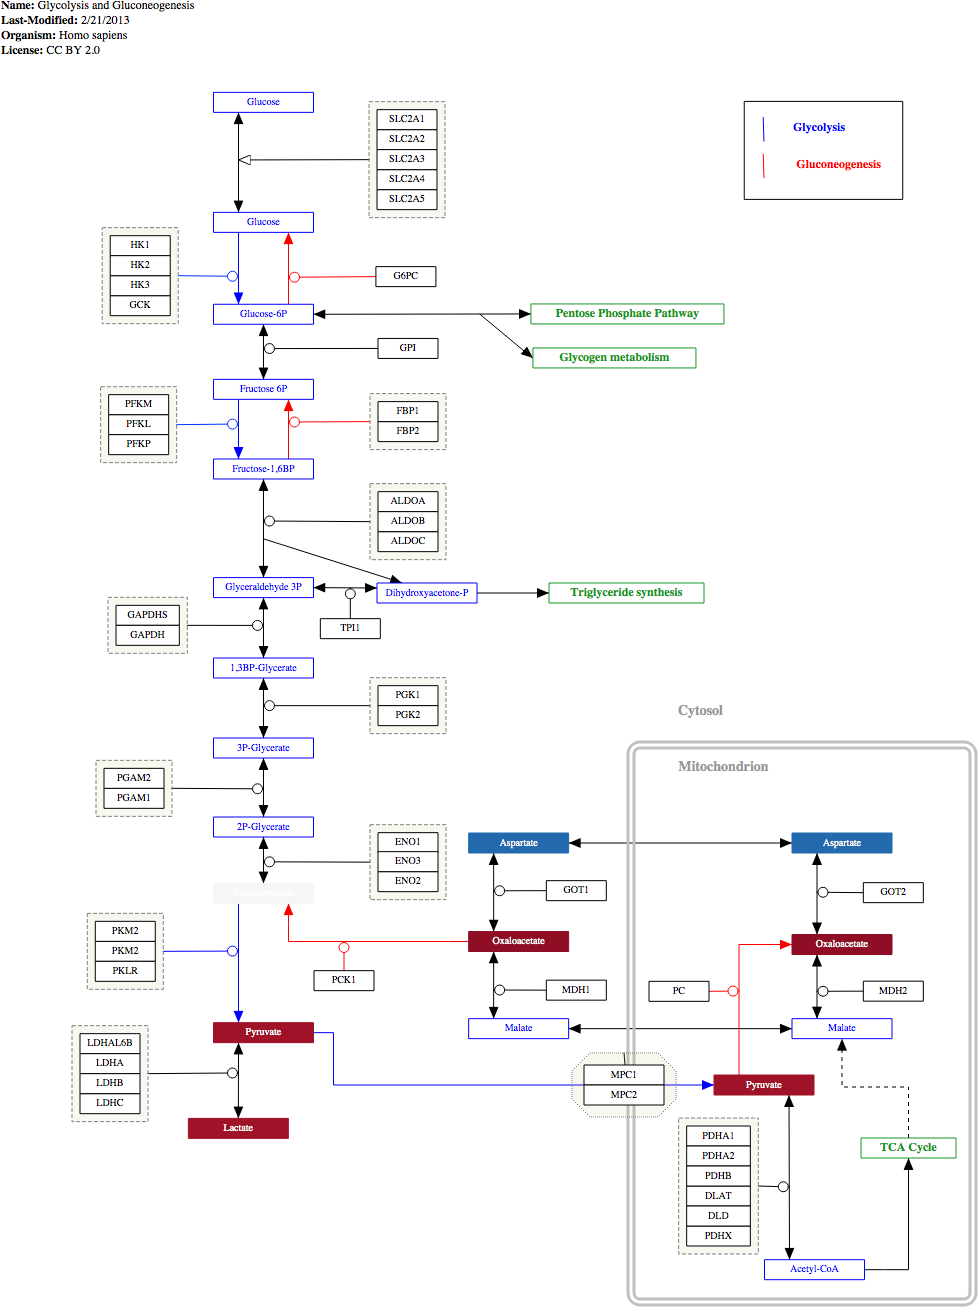 Name: Glycolysis and Gluconeogenesis
Last-Modified: 2/21/2013
Organism: Homo sapiens
License: CC BY 2.0
Glucose
SLC2A1
SLC2A2
SLC2A3
SLC2A4
SLC2A5
Glycolysis
Gluconeogenesis
Glucose
HK1
HK2
HK3
GCK
G6PC
Glucose-6P
Pentose Phosphate Pathway
GPI
Glycogen metabolism
Fructose 6P
PFKM
PFKL
PFKP
FBP1
FBP2
Fructose-1,6BP
ALDOA
ALDOB
ALDOC
Glyceraldehyde 3P
Dihydroxyacetone-P
Triglyceride synthesis
GAPDHS
GAPDH
TPI1
1,3BP-Glycerate
PGK1
PGK2
Cytosol
3P-Glycerate
Mitochondrion
PGAM2
PGAM1
2P-Glycerate
ENO1
ENO3
ENO2
Aspartate
Aspartate
GOT1
GOT2
PKM2
PKM2
PKLR
Oxaloacetate
Oxaloacetate
PCK1
MDH1
PC
MDH2
Pyruvate
Malate
Malate
LDHAL6B
LDHA
LDHB
LDHC
MPC1
MPC2
Pyruvate
Lactate
PDHA1
PDHA2
PDHB
DLAT
DLD
PDHX
TCA Cycle
Acetyl-CoA